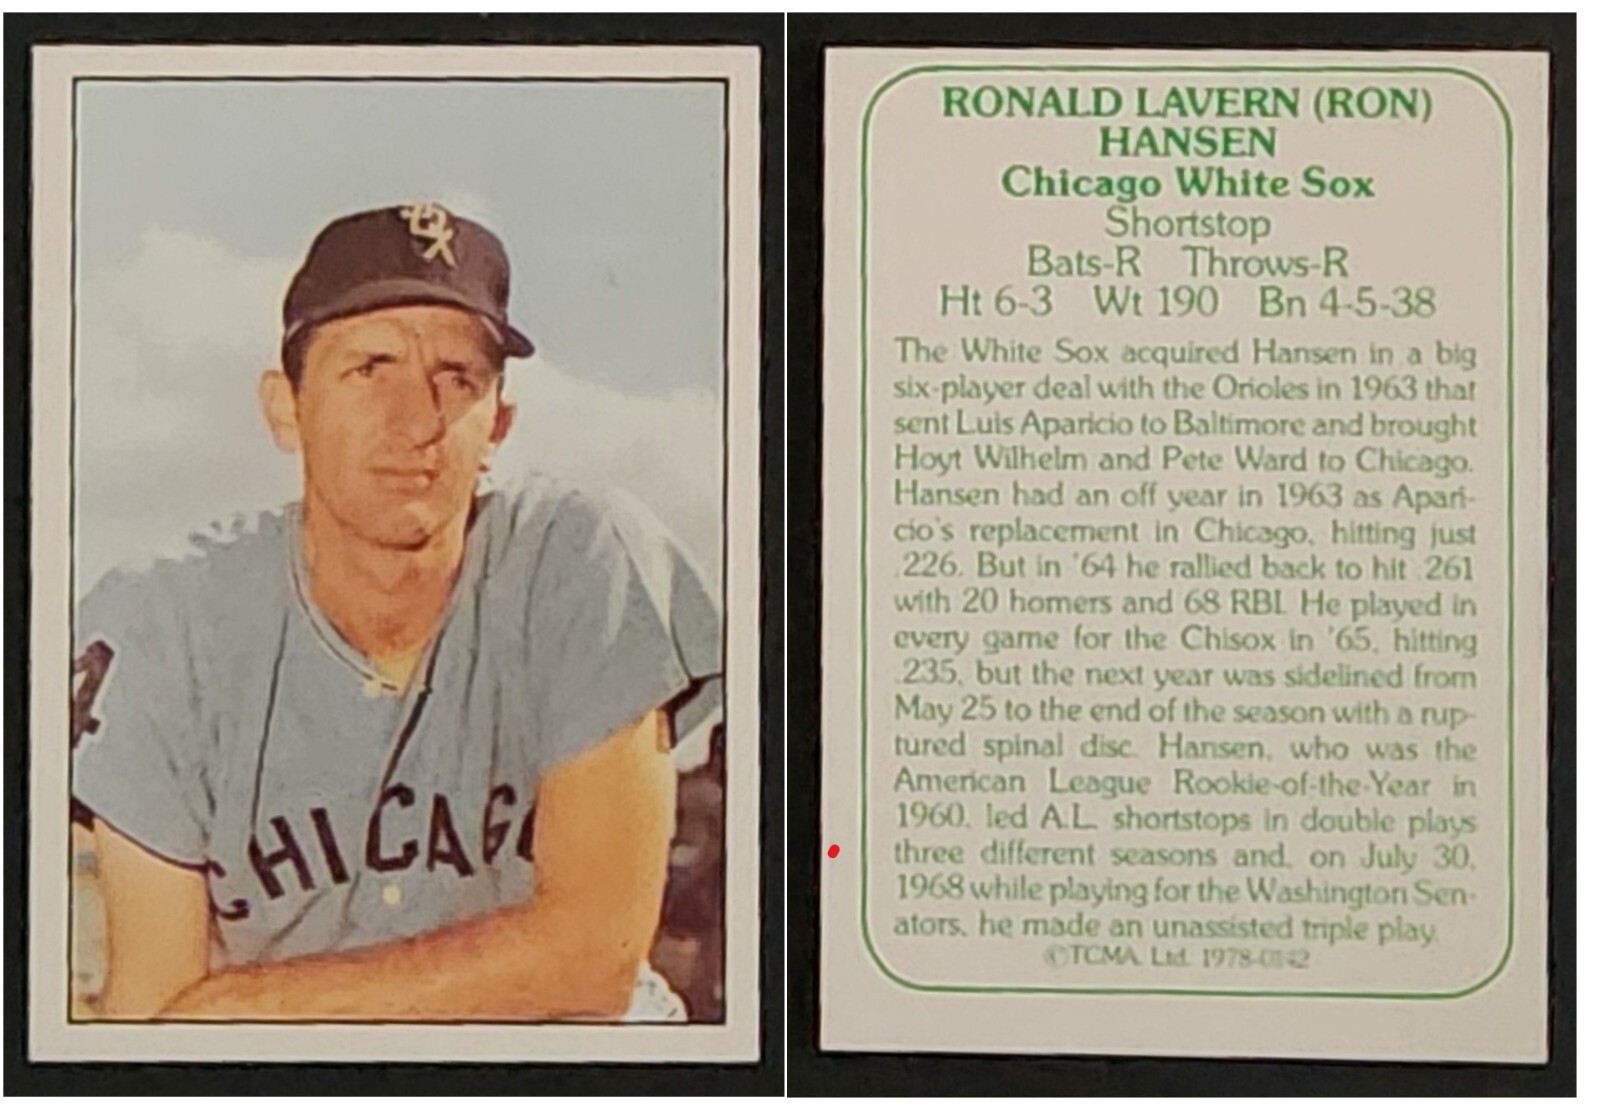 SOX
4
CHICAGO
RONALD LAVERN (RON)
HANSEN
Chicago White Sox
Shortstop
Bats-R Throws-R
Ht 6-3 Wt 190 Bn 4-5-38
The White Sox acquired Hansen in a big
six-player deal with the Orioles in 1963 that
sent Luis Aparicio to Baltimore and brought
Hoyt Wilhelm and Pete Ward to Chicago.
Hansen had an off year in 1963 as Apari-
cio's replacement in Chicago, hitting just
.226. But in '64 he rallied back to hit .261
with 20 homers and 68 RBI. He played in
every game for the Chisox in '65, hitting
.235, but the next year was sidelined from
May 25 to the end of the season with a rup-
tured spinal disc. Hansen, who was the
American League Rookie-of-the-Year in
1960, led A.L. shortstops in double plays
three different seasons and, on July 30,
1968 while playing for the Washington Sen-
ators, he made an unassisted triple play.
©TCMA Ltd. 1978-0142